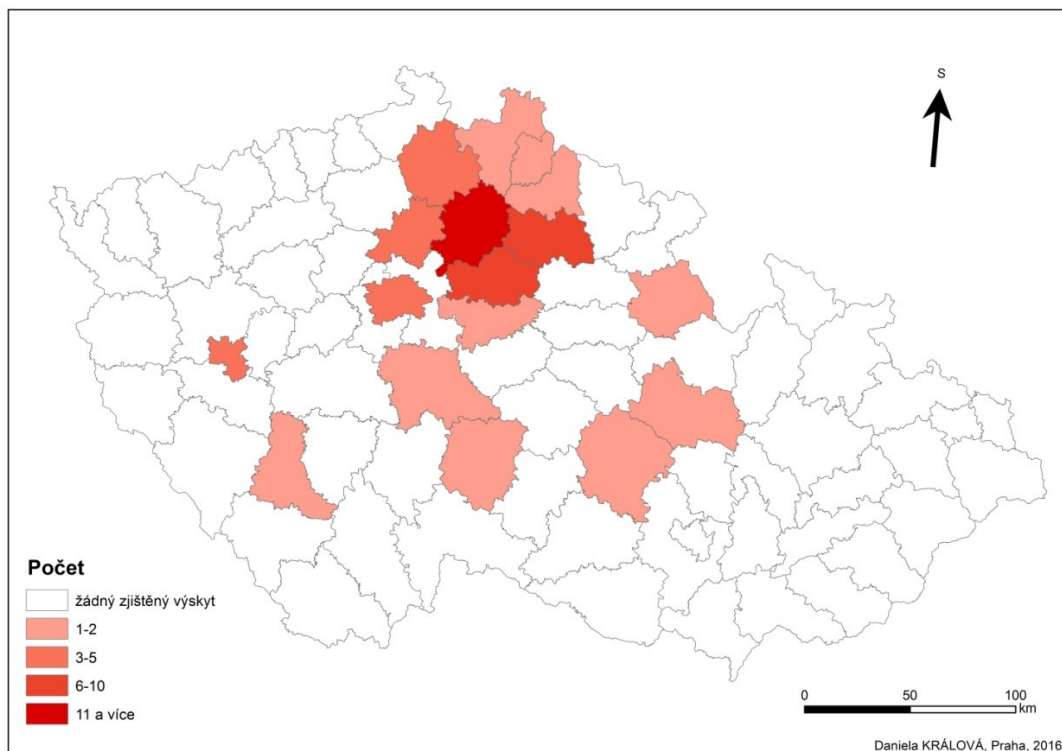 S
Počet
žádný zjištěný výskyt
1-2
3-5
6-10
11 a více
0 50 100
km
Daniela KRÁLOVÁ, Praha, 2016